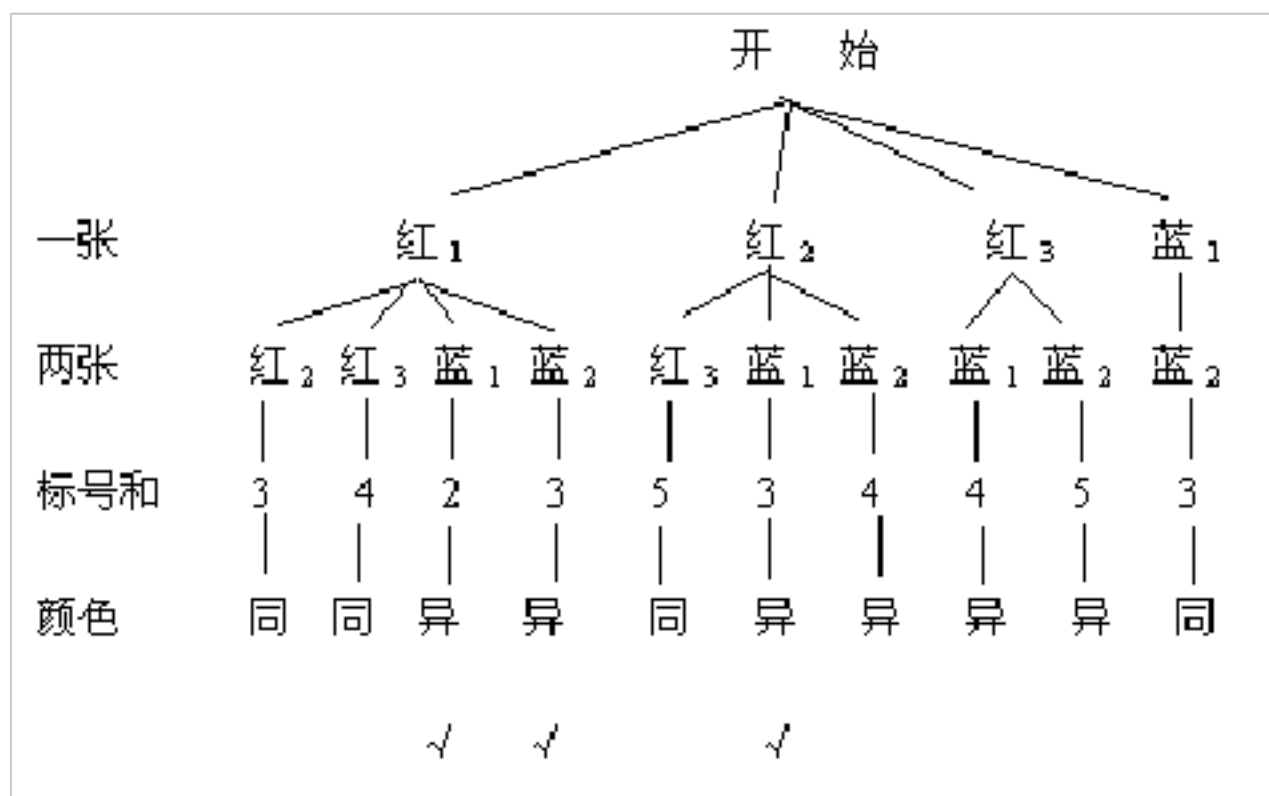 开 始
一张 红1 红2 红3 蓝1
两张 红2 红3 蓝1 蓝2 红3 蓝1 蓝2 蓝1 蓝2 蓝2
标号和 3 4 2 3 5 3 4 4 5 3
颜色 同 同 异 异 同 异 异 异 异 同
√ √ √